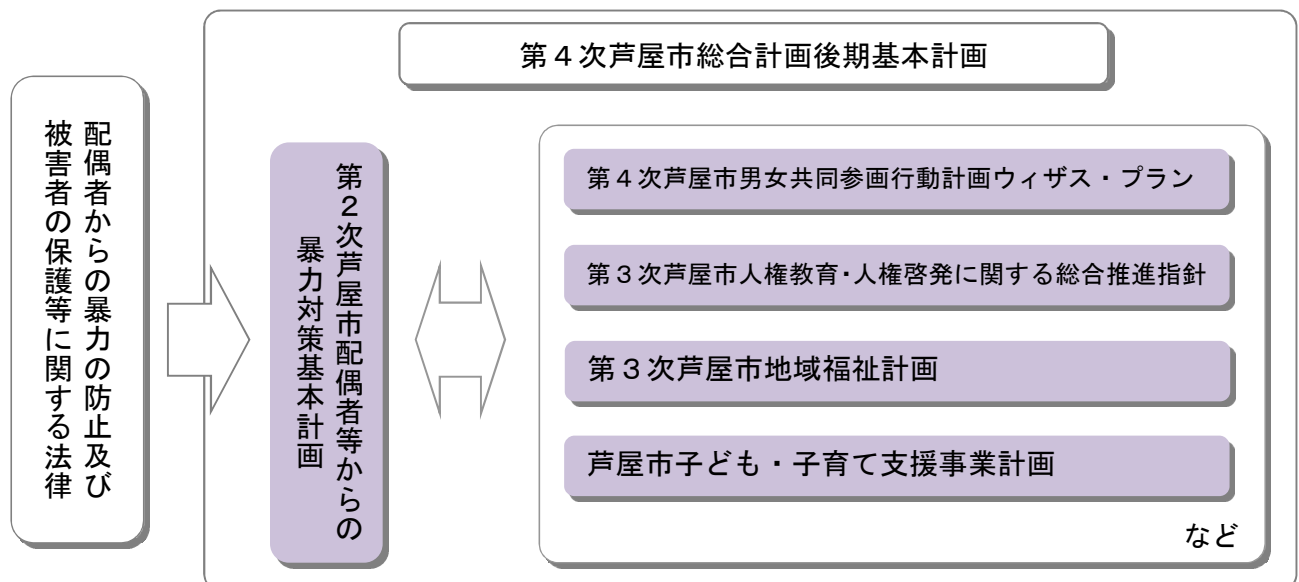 第４次芦屋市総合計画後期基本計画
配偶者からの暴力の防止及び
被害者の保護等に関する法律
第２次芦屋市配偶者等からの
暴力対策基本計画
第４次芦屋市男女共同参画行動計画ウィザス・プラン
第３次芦屋市人権教育・人権啓発に関する総合推進指針
第３次芦屋市地域福祉計画
芦屋市子ども・子育て支援事業計画
など